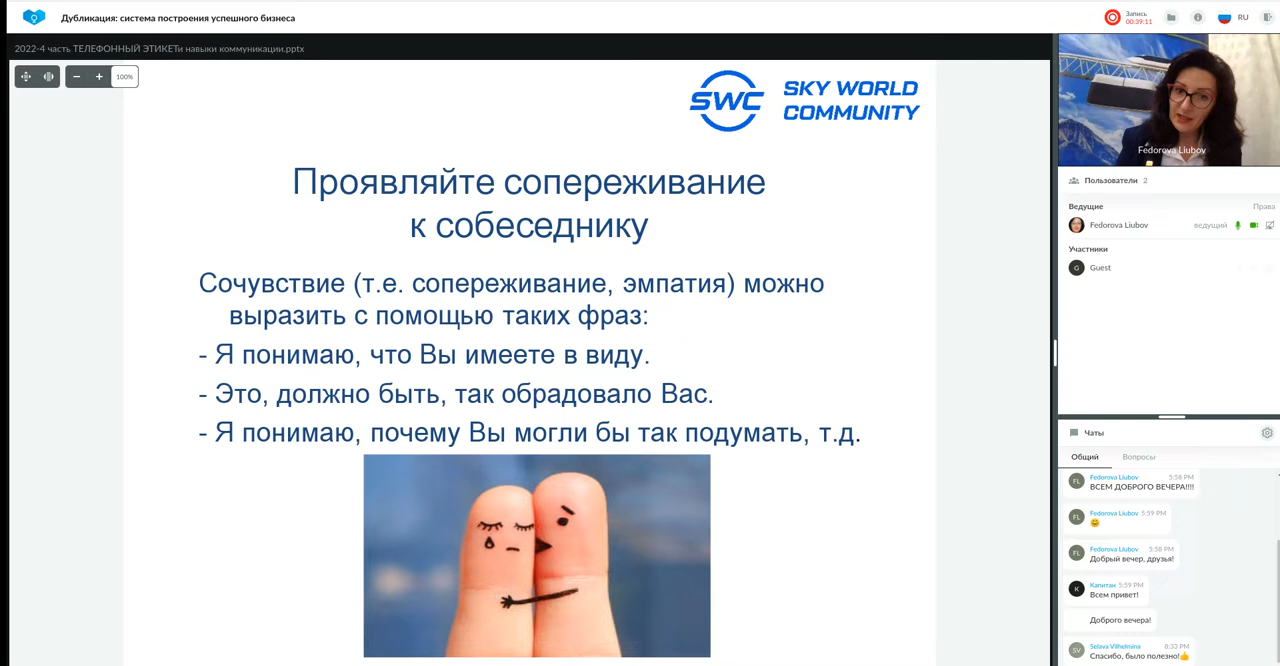 Дубликация: система построения успешного бизнеса
Запись
00:39:11
RU
2022-4 часть ТЕЛЕФОННЫЙ ЭТИКЕТи навыки коммуникации.pptx
100%
SWC
SKY WORLD
COMMUNITY
Проявляйте сопереживание
к собеседнику
Сочувствие (т.е. сопереживание, эмпатия) можно
выразить с помощью таких фраз:
- Я понимаю, что Вы имеете в виду.
- Это, должно быть, так обрадовало Вас.
- Я понимаю, почему Вы могли бы так подумать, т.д.
Fedorova Liubov
Пользователи 2
Ведущие Права
Fedorova Liubov ведущий
Участники
G Guest
Чаты
Общий Вопросы
FL Fedorova Liubov 5:58 PM
ВСЕМ ДОБРОГО ВЕЧЕРА!!!!
FL Fedorova Liubov 5:59 PM
😊
FL Fedorova Liubov 5:58 PM
Добрый вечер, друзья!
K Капитан 5:59 PM
Всем привет!
Доброго вечера!
SV Selava Vilhelmina 8:33 PM
Спасибо, было полезно!👍